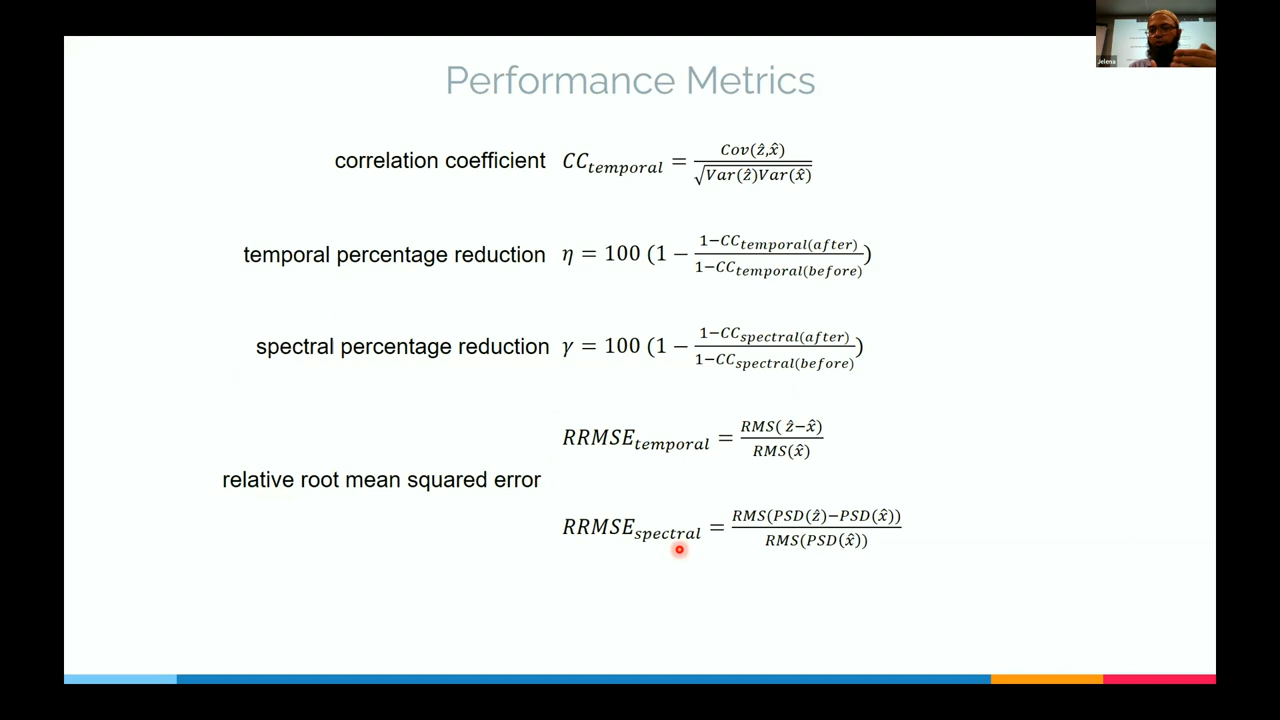 Performance Metrics
correlation coefficient CC_temporal = Cov(ẑ,x̂) / √Var(ẑ)Var(x̂)
temporal percentage reduction η = 100 (1 − 1−CC_temporal(after) / 1−CC_temporal(before))
spectral percentage reduction γ = 100 (1 − 1−CC_spectral(after) / 1−CC_spectral(before))
RRMSE_temporal = RMS( ẑ−x̂) / RMS(x̂)
relative root mean squared error
RRMSE_spectral = RMS(PSD(ẑ)−PSD(x̂)) / RMS(PSD(x̂))
Jelena